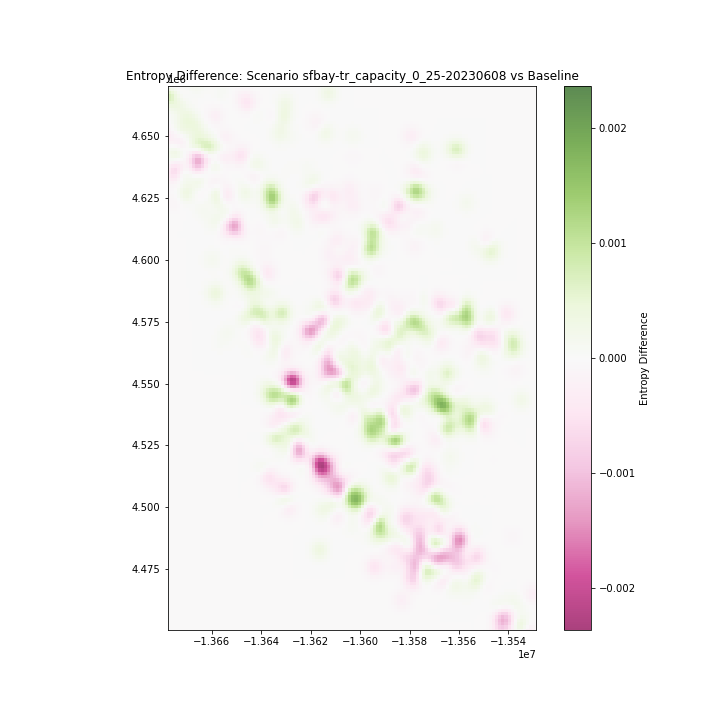 Entropy Difference: Scenario sfbay-tr_capacity_0_25-20230608 vs Baseline
1e6
4.650
4.625
4.600
4.575
4.550
4.525
4.500
4.475
−1.366 −1.364 −1.362 −1.360 −1.358 −1.356 −1.354
1e7
0.002
0.001
0.000
−0.001
−0.002
Entropy Difference